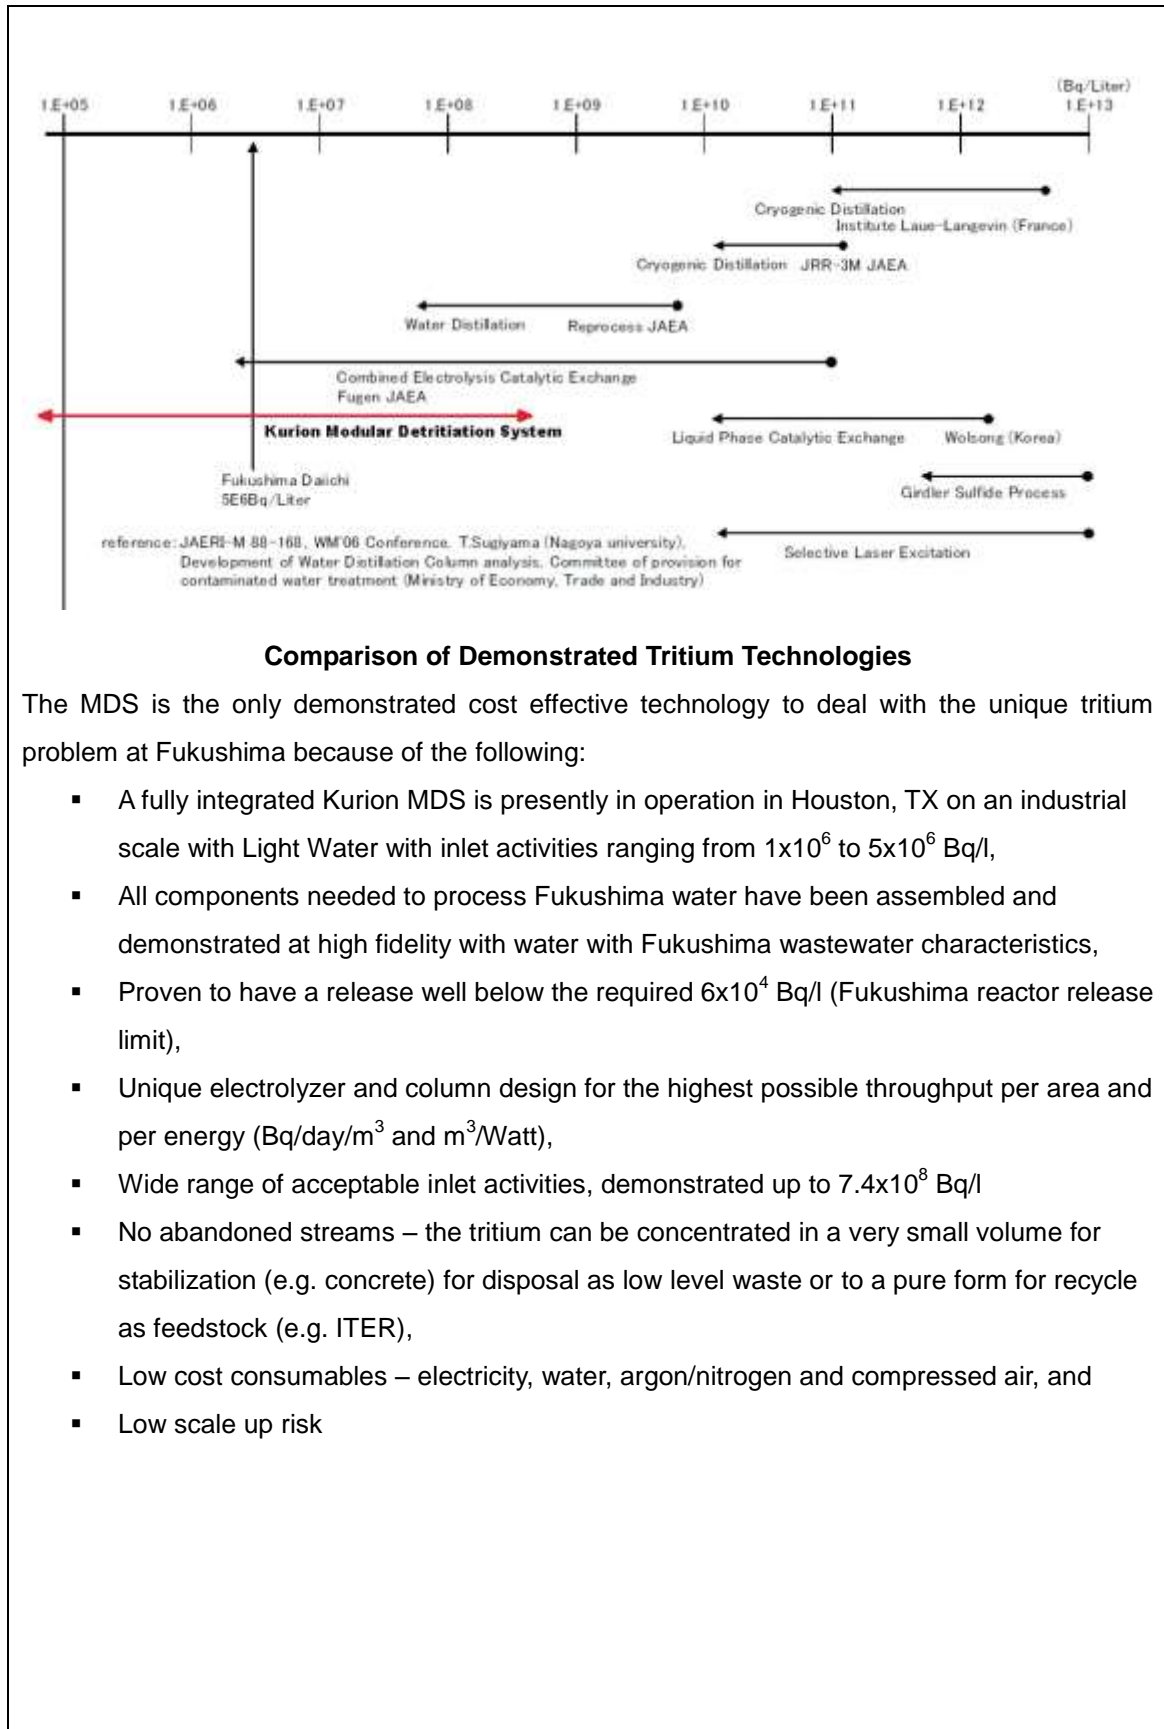 (Bq/Liter)
1.E+05 1.E+06 1.E+07 1.E+08 1.E+09 1.E+10 1.E+11 1.E+12 1.E+13
Cryogenic Distillation
Institute Laue-Langevin (France)
Cryogenic Distillation JRR-3M JAEA
Water Distillation Reprocess JAEA
Combined Electrolysis Catalytic Exchange
Fugen JAEA
Kurion Modular Detritiation System
Liquid Phase Catalytic Exchange Wolsong (Korea)
Fukushima Daiichi
5E6Bq/Liter
Girdler Sulfide Process
reference: JAERI-M 88-168, WM'06 Conference, T.Sugiyama (Nagoya university),
Development of Water Distillation Column analysis, Committee of provision for
contaminated water treatment (Ministry of Economy, Trade and Industry)
Selective Laser Excitation
Comparison of Demonstrated Tritium Technologies
The MDS is the only demonstrated cost effective technology to deal with the unique tritium
problem at Fukushima because of the following:
▪ A fully integrated Kurion MDS is presently in operation in Houston, TX on an industrial
scale with Light Water with inlet activities ranging from 1x10⁶ to 5x10⁶ Bq/l,
▪ All components needed to process Fukushima water have been assembled and
demonstrated at high fidelity with water with Fukushima wastewater characteristics,
▪ Proven to have a release well below the required 6x10⁴ Bq/l (Fukushima reactor release
limit),
▪ Unique electrolyzer and column design for the highest possible throughput per area and
per energy (Bq/day/m³ and m³/Watt),
▪ Wide range of acceptable inlet activities, demonstrated up to 7.4x10⁸ Bq/l
▪ No abandoned streams – the tritium can be concentrated in a very small volume for
stabilization (e.g. concrete) for disposal as low level waste or to a pure form for recycle
as feedstock (e.g. ITER),
▪ Low cost consumables – electricity, water, argon/nitrogen and compressed air, and
▪ Low scale up risk